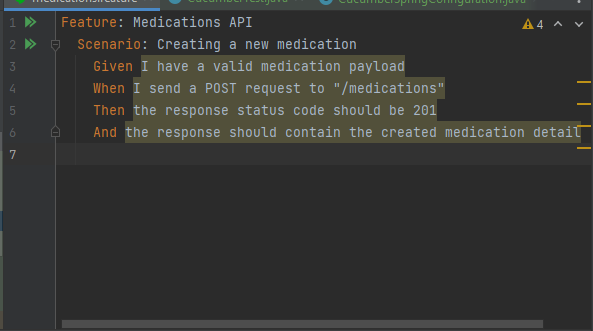 1 Feature: Medications API
4
2 Scenario: Creating a new medication
3 Given I have a valid medication payload
4 When I send a POST request to "/medications"
5 Then the response status code should be 201
6 And the response should contain the created medication detail
7